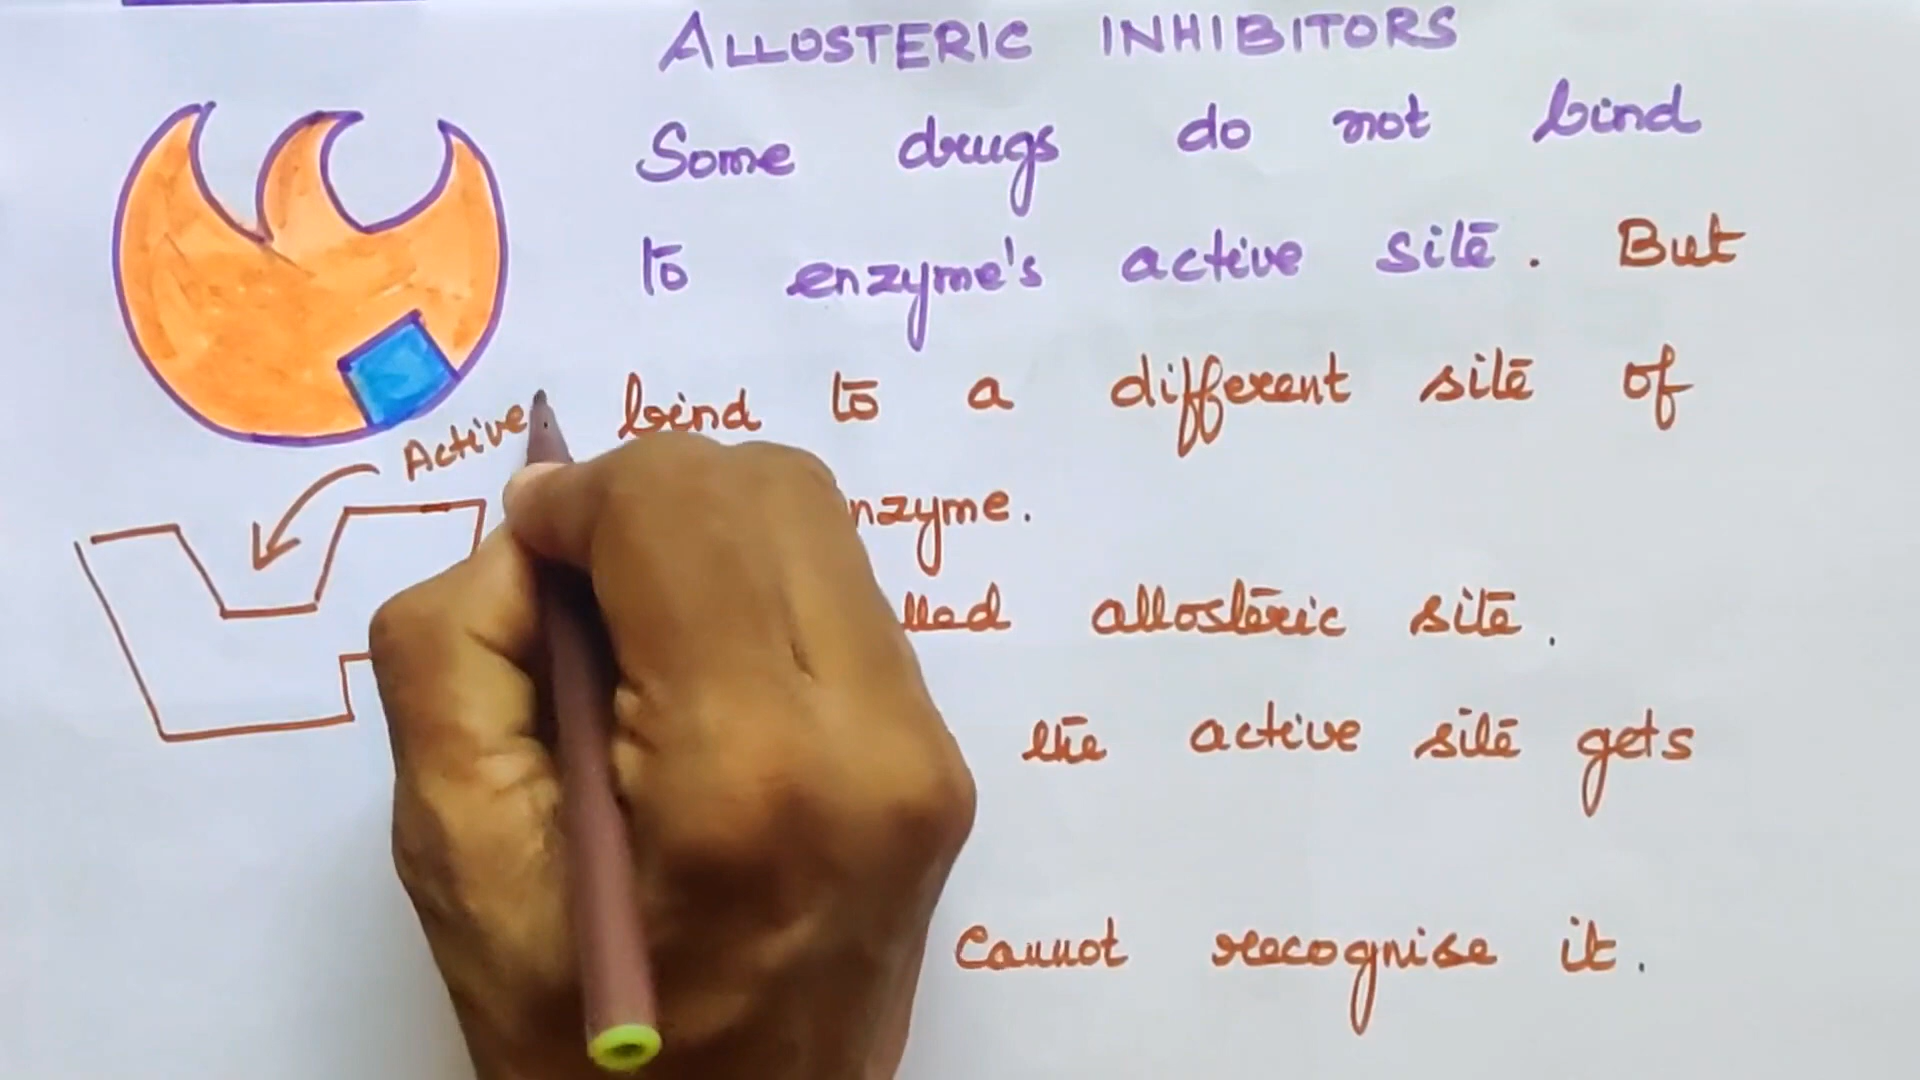 ALLOSTERIC INHIBITORS
Some drugs do not bind
to enzyme's active site. But
bind to a different site of
nzyme.
lled allosteric site.
the active site gets
cannot recognise it.
Active